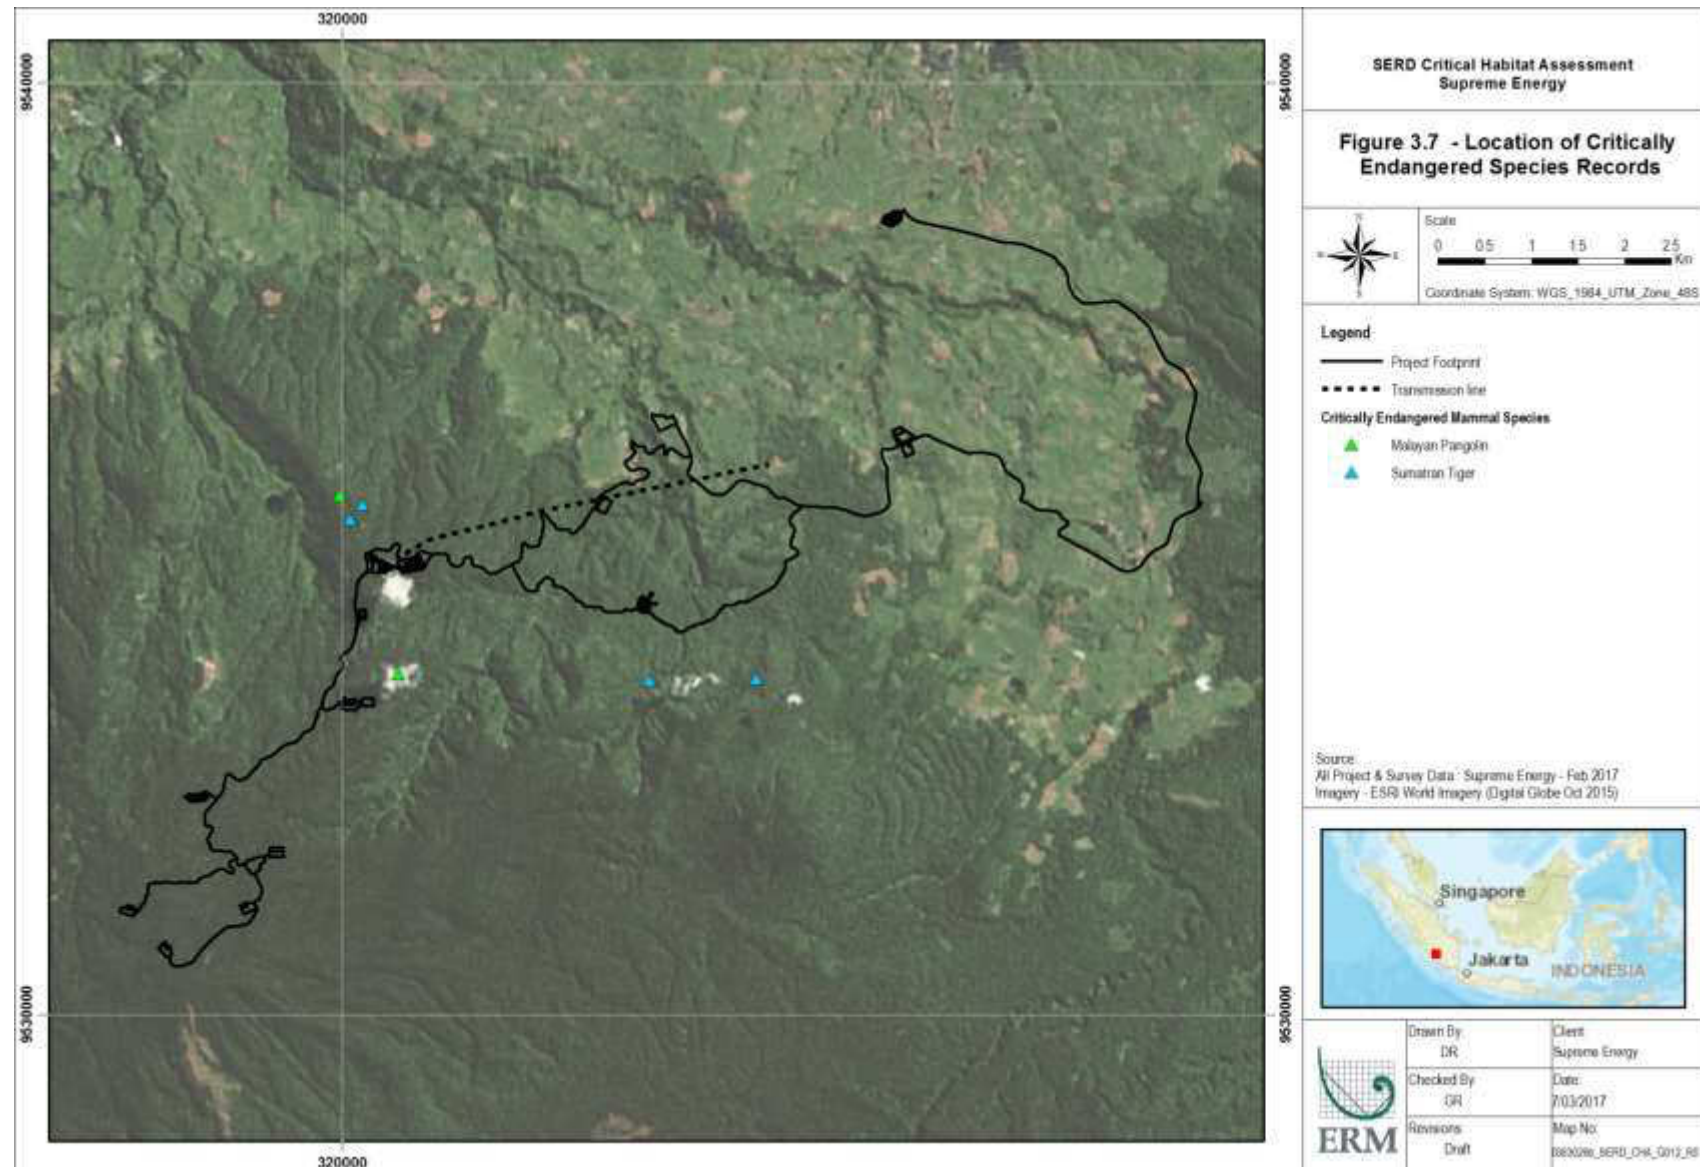 320000
9540000
9540000
SERD Critical Habitat Assessment
Supreme Energy
Figure 3.7 - Location of Critically
Endangered Species Records
N
Scale
0 0.5 1 1.5 2 2.5
Km
Coordinate System: WGS_1984_UTM_Zone_48S
Legend
Project Footprint
Transmission line
Critically Endangered Mammal Species
Malayan Pangolin
Sumatran Tiger
Source
All Project & Survey Data : Supreme Energy - Feb 2017
Imagery - ESRI World Imagery (Digital Globe Oct 2015)
Singapore
Jakarta
INDONESIA
9530000
9530000
320000
ERM
Drawn By
DR
Client
Supreme Energy
Checked By
GR
Date
7/03/2017
Revisions
Draft
Map No: